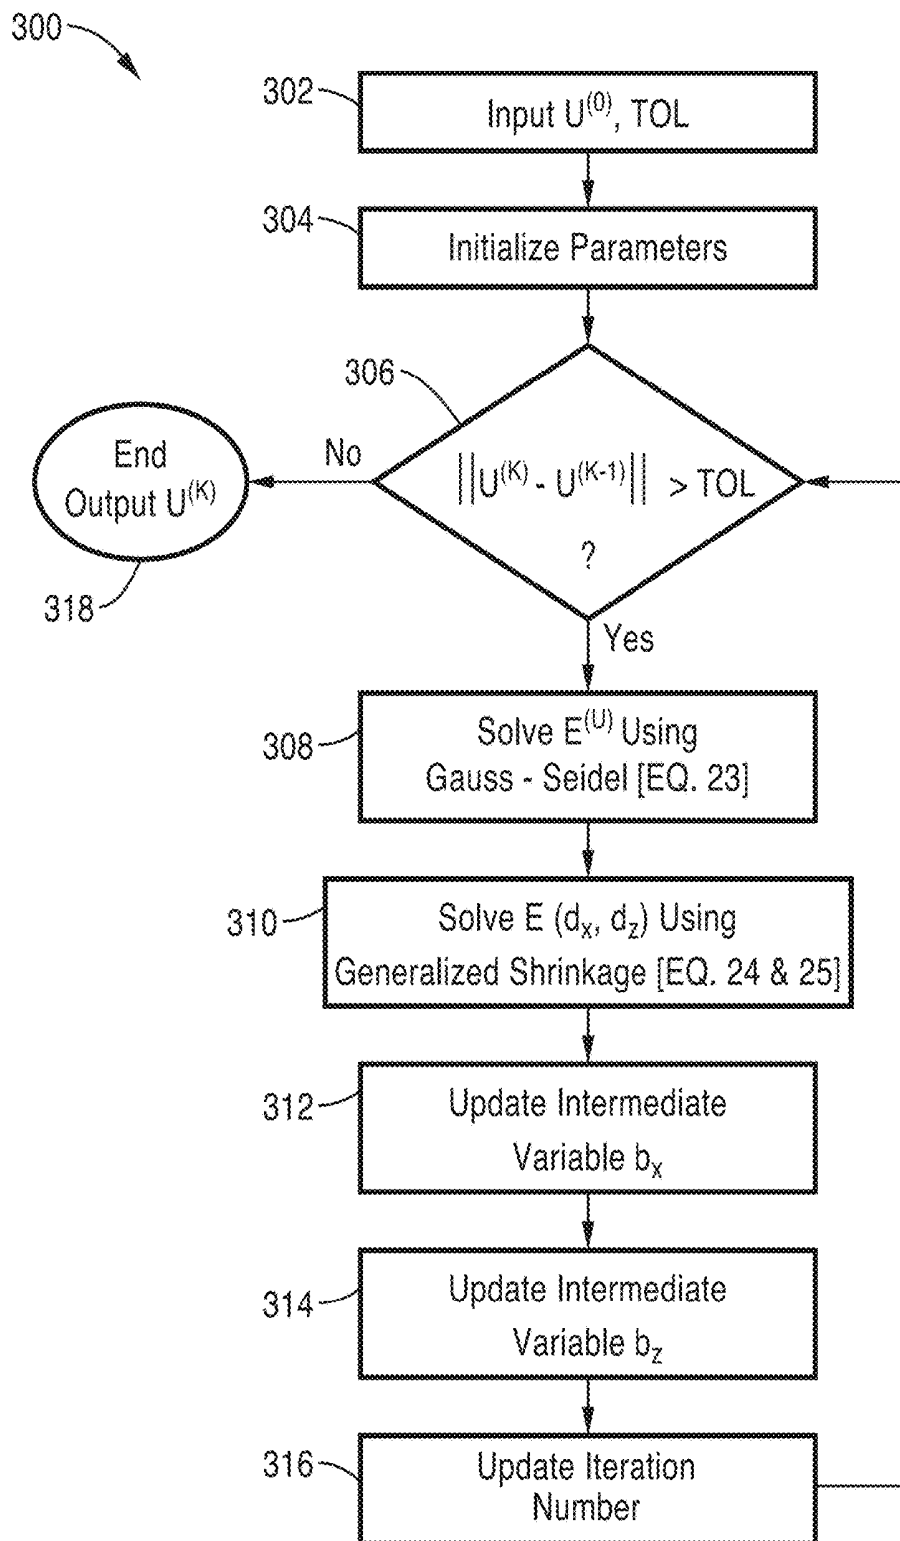 300
302
Input U(0), TOL
304
Initialize Parameters
306
||U(K) - U(K-1)|| > TOL
?
No
End
Output U(K)
318
Yes
308
Solve E(U) Using
Gauss - Seidel [EQ. 23]
310
Solve E (dx, dz) Using
Generalized Shrinkage [EQ. 24 & 25]
312
Update Intermediate
Variable bx
314
Update Intermediate
Variable bz
316
Update Iteration
Number